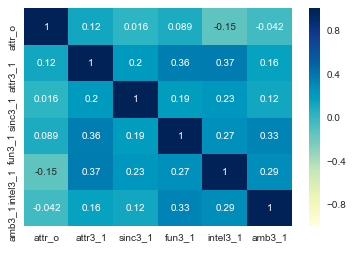 attr_o 1 0.12 0.016 0.089 -0.15 -0.042
attr3_1 0.12 1 0.2 0.36 0.37 0.16
sinc3_1 0.016 0.2 1 0.19 0.23 0.12
fun3_1 0.089 0.36 0.19 1 0.27 0.33
intel3_1 -0.15 0.37 0.23 0.27 1 0.29
amb3_1 -0.042 0.16 0.12 0.33 0.29 1
attr_o attr3_1 sinc3_1 fun3_1 intel3_1 amb3_1
0.8
0.4
0.0
−0.4
−0.8